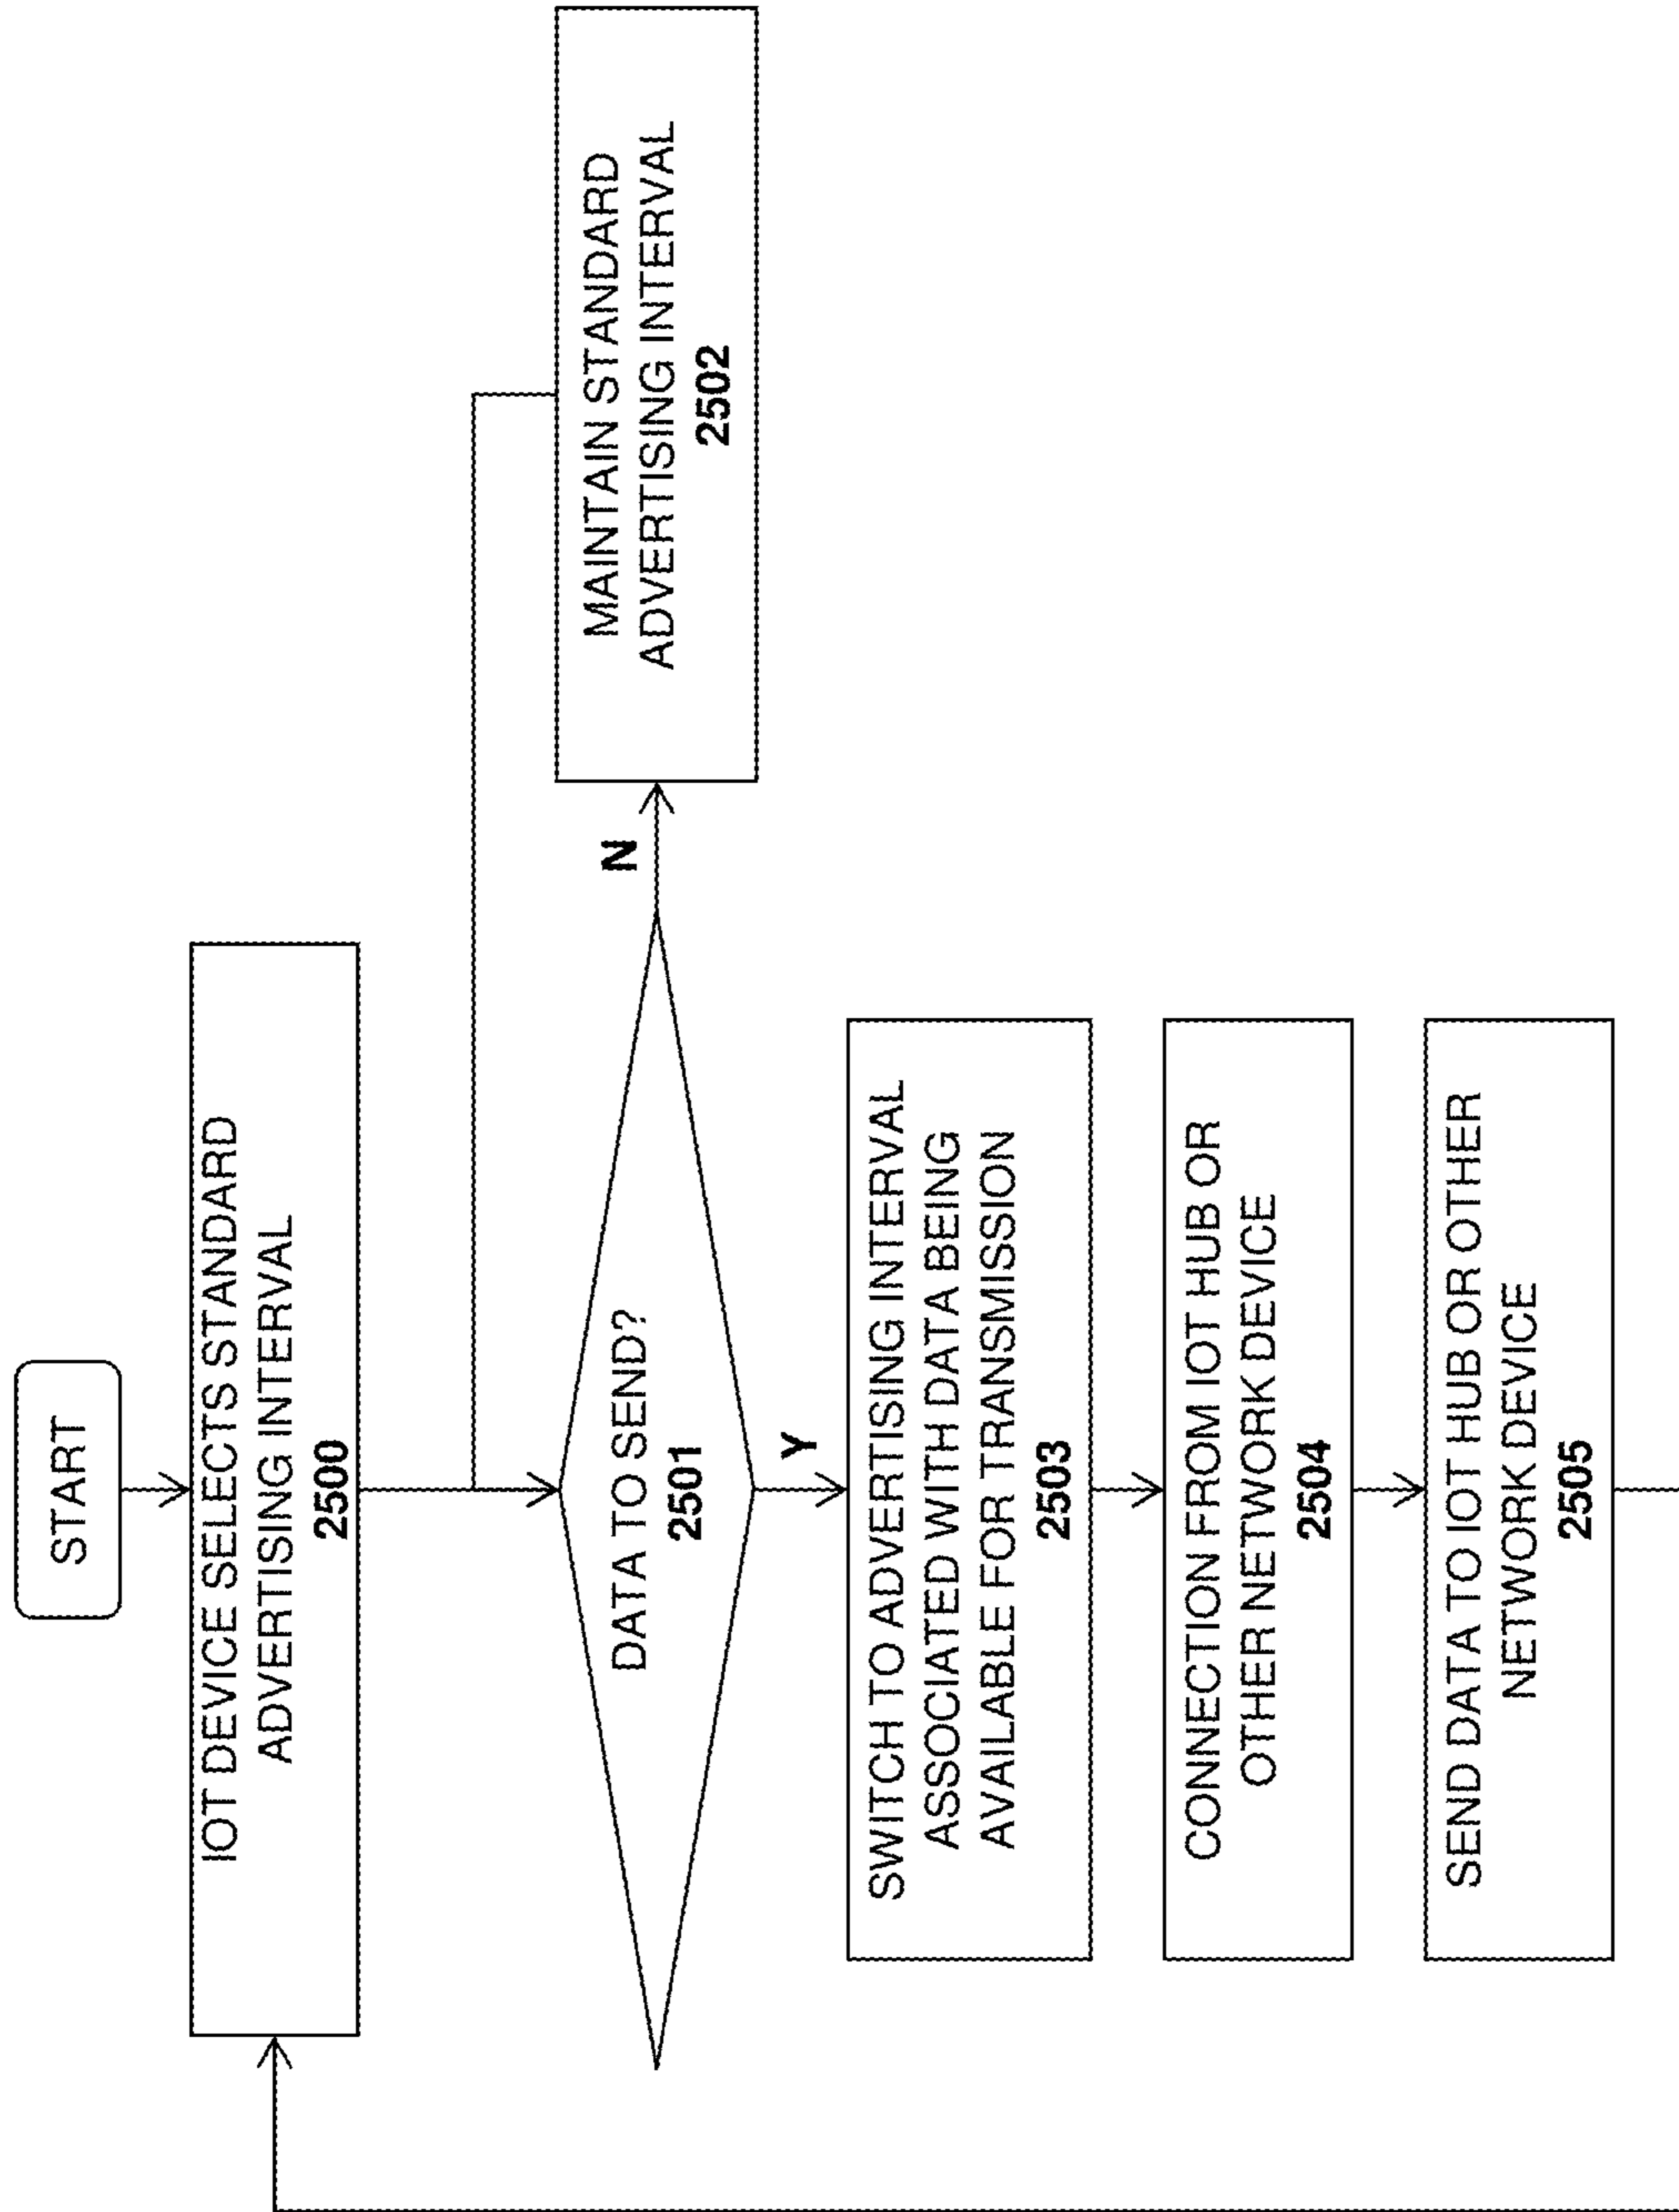 START
IOT DEVICE SELECTS STANDARD
ADVERTISING INTERVAL
2500
DATA TO SEND?
2501
N
MAINTAIN STANDARD
ADVERTISING INTERVAL
2502
Y
SWITCH TO ADVERTISING INTERVAL
ASSOCIATED WITH DATA BEING
AVAILABLE FOR TRANSMISSION
2503
CONNECTION FROM IOT HUB OR
OTHER NETWORK DEVICE
2504
SEND DATA TO IOT HUB OR OTHER
NETWORK DEVICE
2505